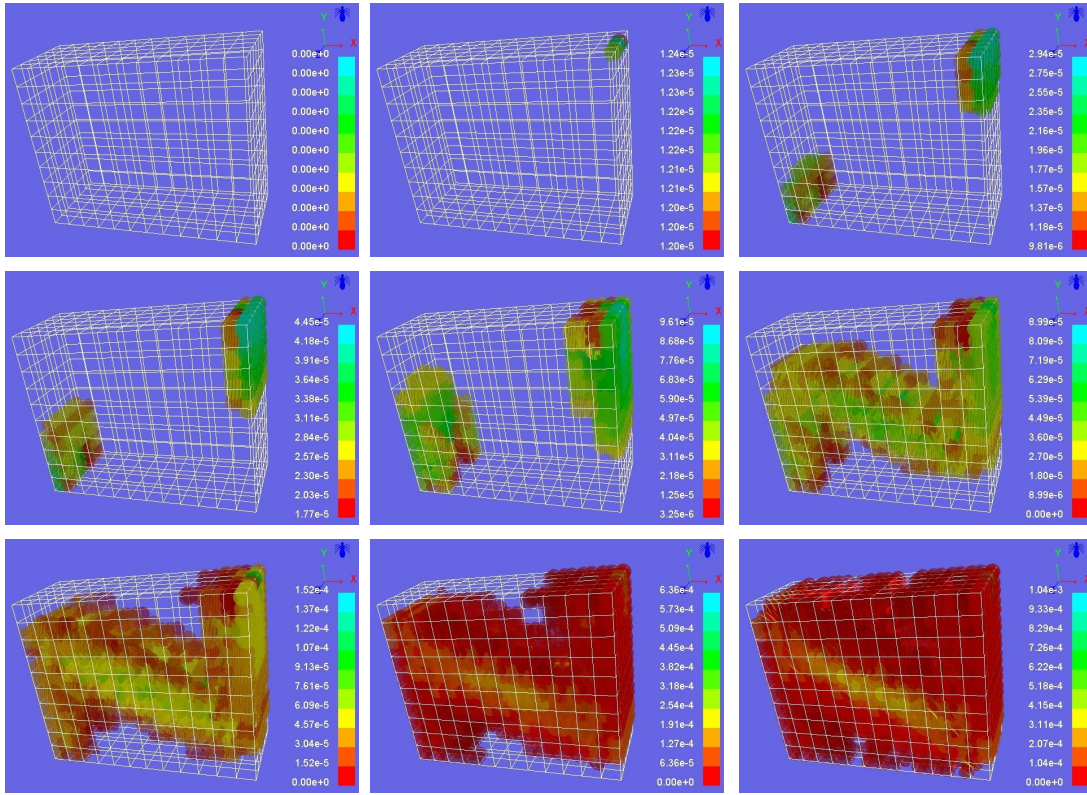 Y
X
0.00e+0
0.00e+0
0.00e+0
0.00e+0
0.00e+0
0.00e+0
0.00e+0
0.00e+0
0.00e+0
0.00e+0
0.00e+0
Y
X
1.24e-5
1.23e-5
1.23e-5
1.22e-5
1.22e-5
1.22e-5
1.21e-5
1.21e-5
1.20e-5
1.20e-5
1.20e-5
Y
X
2.94e-5
2.75e-5
2.55e-5
2.35e-5
2.16e-5
1.96e-5
1.77e-5
1.57e-5
1.37e-5
1.18e-5
9.81e-6
Y
X
4.45e-5
4.18e-5
3.91e-5
3.64e-5
3.38e-5
3.11e-5
2.84e-5
2.57e-5
2.30e-5
2.03e-5
1.77e-5
Y
X
9.61e-5
8.68e-5
7.76e-5
6.83e-5
5.90e-5
4.97e-5
4.04e-5
3.11e-5
2.18e-5
1.25e-5
3.25e-6
Y
X
8.99e-5
8.09e-5
7.19e-5
6.29e-5
5.39e-5
4.49e-5
3.60e-5
2.70e-5
1.80e-5
8.99e-6
0.00e+0
Y
X
1.52e-4
1.37e-4
1.22e-4
1.07e-4
9.13e-5
7.61e-5
6.09e-5
4.57e-5
3.04e-5
1.52e-5
0.00e+0
Y
X
6.36e-4
5.73e-4
5.09e-4
4.45e-4
3.82e-4
3.18e-4
2.54e-4
1.91e-4
1.27e-4
6.36e-5
0.00e+0
Y
X
1.04e-3
9.33e-4
8.29e-4
7.26e-4
6.22e-4
5.18e-4
4.15e-4
3.11e-4
2.07e-4
1.04e-4
0.00e+0